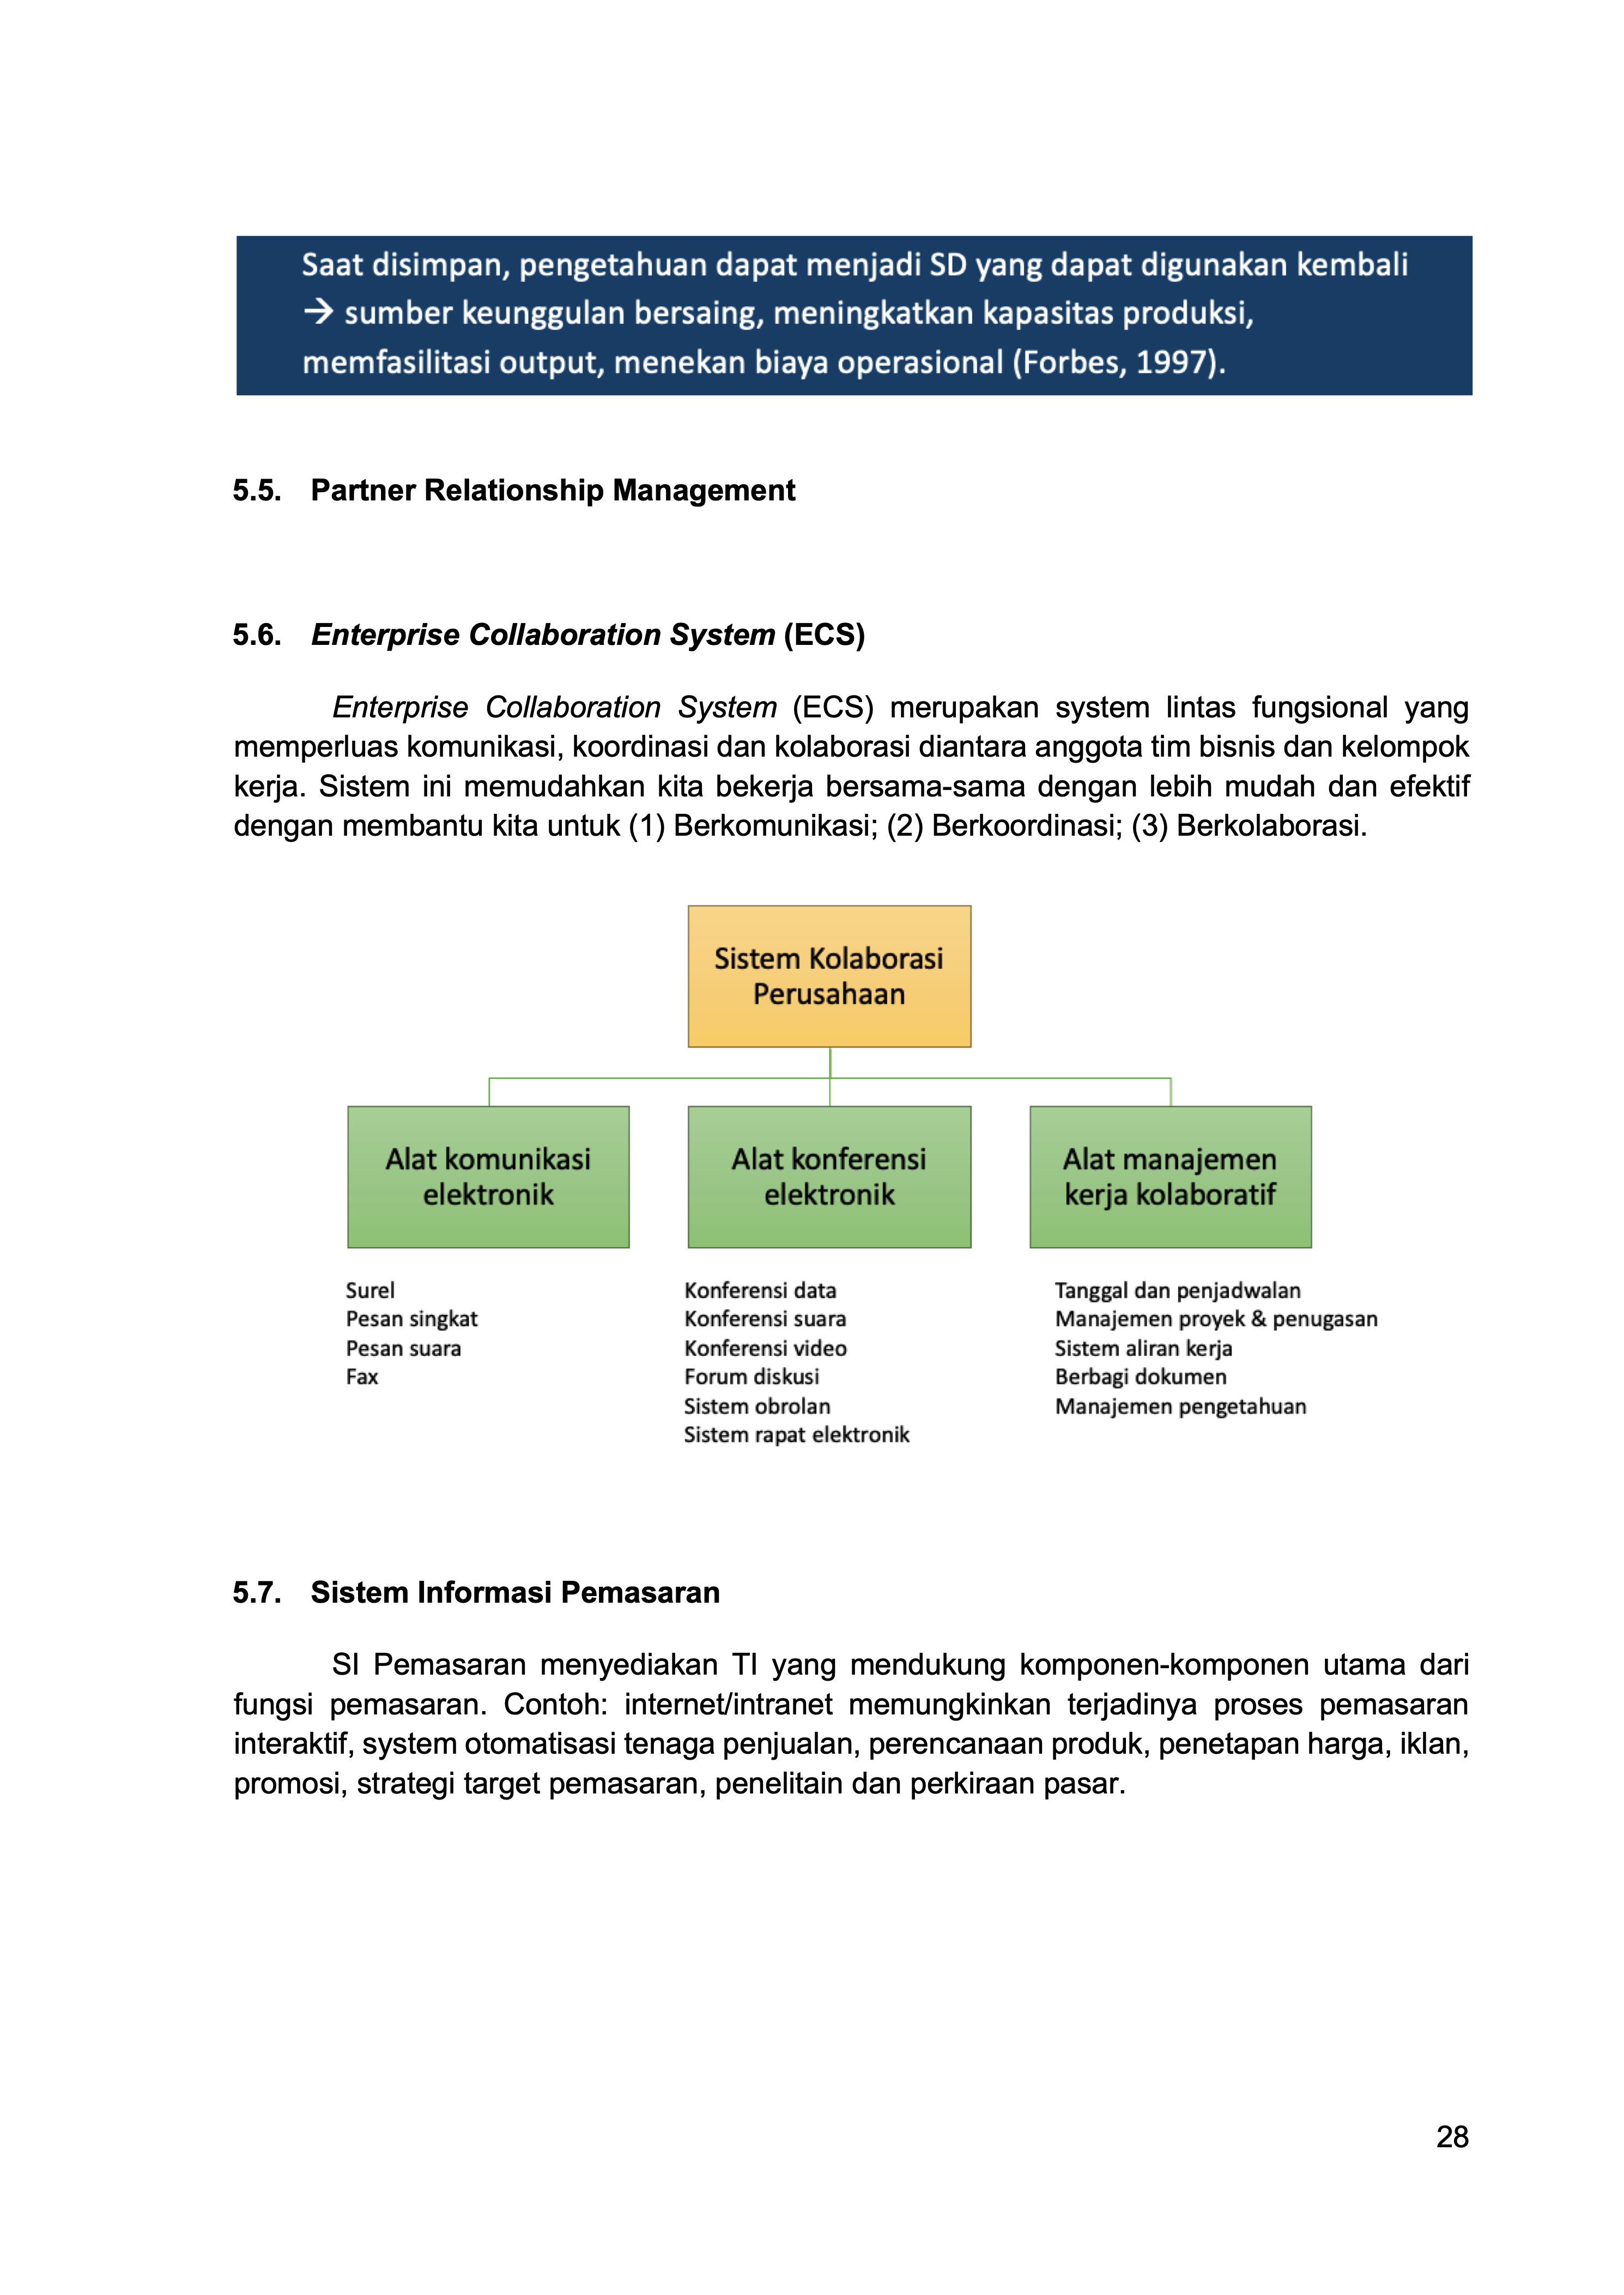 Saat disimpan, pengetahuan dapat menjadi SD yang dapat digunakan kembali
→ sumber keunggulan bersaing, meningkatkan kapasitas produksi,
memfasilitasi output, menekan biaya operasional (Forbes, 1997).
5.5. Partner Relationship Management
5.6. Enterprise Collaboration System (ECS)
Enterprise Collaboration System (ECS) merupakan system lintas fungsional yang
memperluas komunikasi, koordinasi dan kolaborasi diantara anggota tim bisnis dan kelompok
kerja. Sistem ini memudahkan kita bekerja bersama-sama dengan lebih mudah dan efektif
dengan membantu kita untuk (1) Berkomunikasi; (2) Berkoordinasi; (3) Berkolaborasi.
Sistem Kolaborasi
Perusahaan
Alat komunikasi
elektronik
Alat konferensi
elektronik
Alat manajemen
kerja kolaboratif
Surel
Pesan singkat
Pesan suara
Fax
Konferensi data
Konferensi suara
Konferensi video
Forum diskusi
Sistem obrolan
Sistem rapat elektronik
Tanggal dan penjadwalan
Manajemen proyek & penugasan
Sistem aliran kerja
Berbagi dokumen
Manajemen pengetahuan
5.7. Sistem Informasi Pemasaran
SI Pemasaran menyediakan TI yang mendukung komponen-komponen utama dari
fungsi pemasaran. Contoh: internet/intranet memungkinkan terjadinya proses pemasaran
interaktif, system otomatisasi tenaga penjualan, perencanaan produk, penetapan harga, iklan,
promosi, strategi target pemasaran, penelitain dan perkiraan pasar.
28